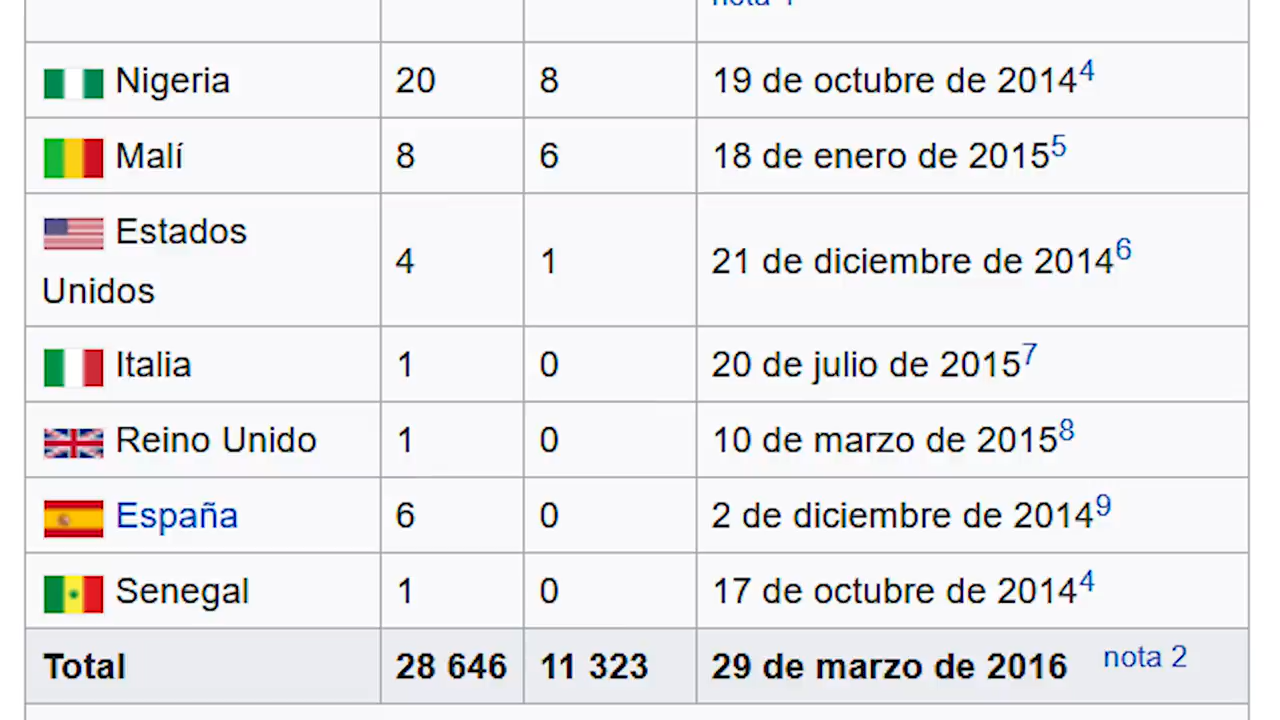 Nigeria 20 8 19 de octubre de 2014 4
Malí 8 6 18 de enero de 2015 5
Estados
Unidos 4 1 21 de diciembre de 2014 6
Italia 1 0 20 de julio de 2015 7
Reino Unido 1 0 10 de marzo de 2015 8
España 6 0 2 de diciembre de 2014 9
Senegal 1 0 17 de octubre de 2014 4
Total 28 646 11 323 29 de marzo de 2016 nota 2